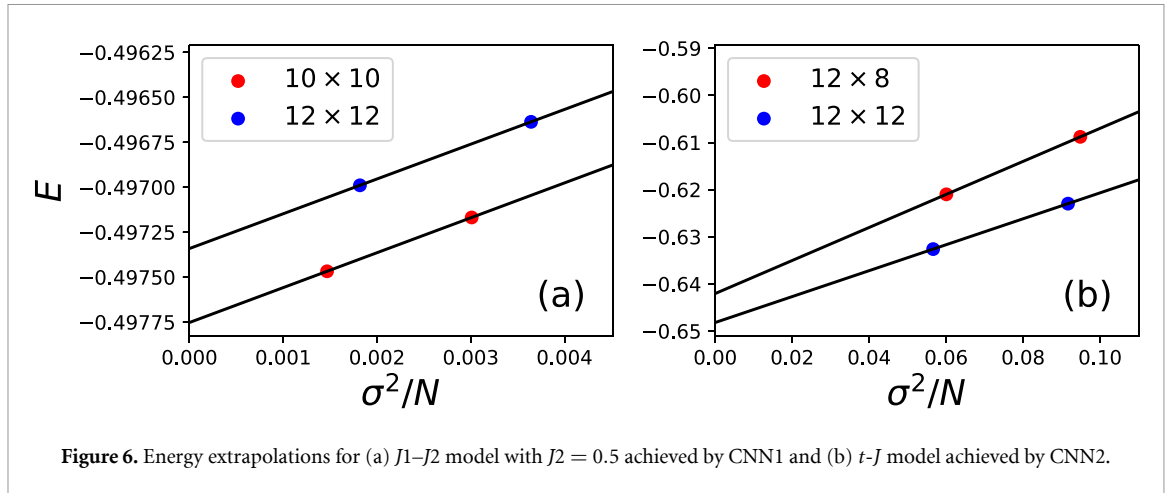 −0.49625
−0.49650
−0.49675
−0.49700
−0.49725
−0.49750
−0.49775
E
10 × 10
12 × 12
(a)
0.000 0.001 0.002 0.003 0.004
σ²/N
−0.59
−0.60
−0.61
−0.62
−0.63
−0.64
−0.65
12 × 8
12 × 12
(b)
0.00 0.02 0.04 0.06 0.08 0.10
σ²/N
Figure 6. Energy extrapolations for (a) J1–J2 model with J2 = 0.5 achieved by CNN1 and (b) t-J model achieved by CNN2.